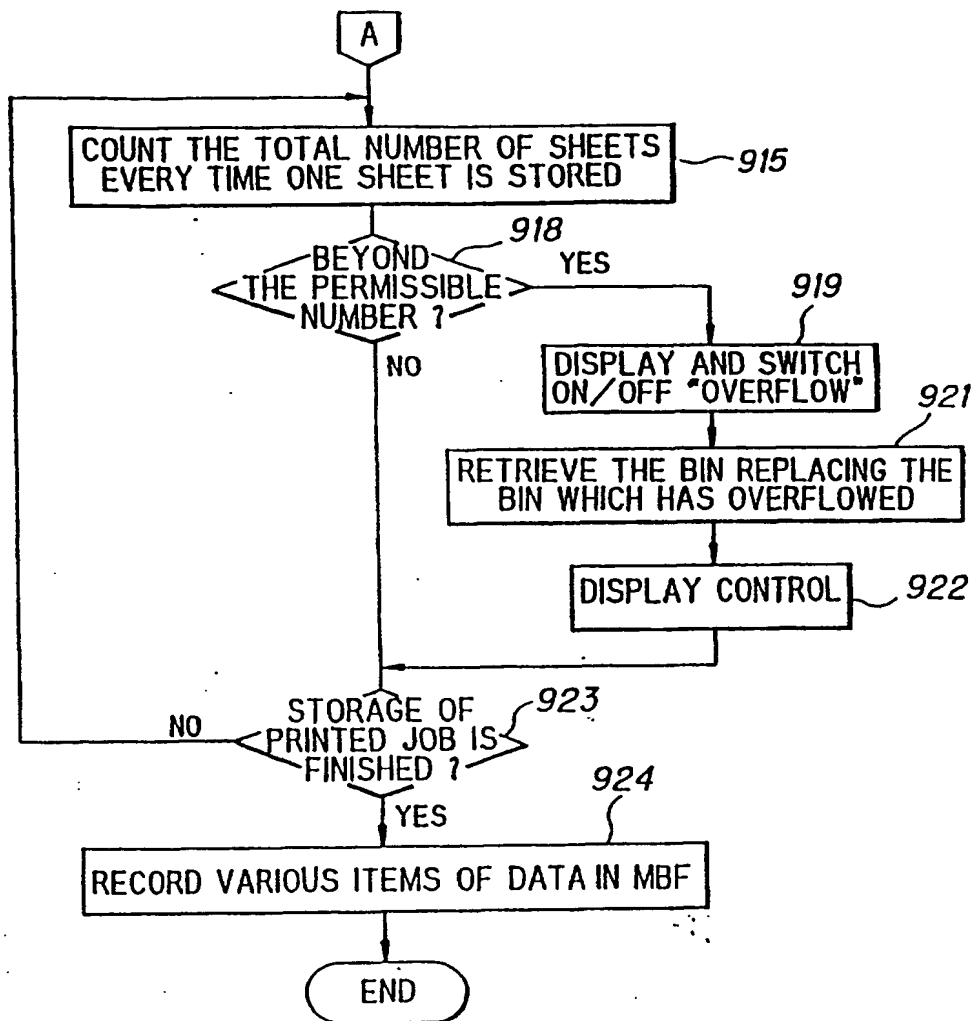 A
COUNT THE TOTAL NUMBER OF SHEETS
EVERY TIME ONE SHEET IS STORED
915
BEYOND
THE PERMISSIBLE
NUMBER ?
918
YES
NO
919
DISPLAY AND SWITCH
ON/OFF "OVERFLOW"
921
RETRIEVE THE BIN REPLACING THE
BIN WHICH HAS OVERFLOWED
DISPLAY CONTROL
922
STORAGE OF
PRINTED JOB IS
FINISHED ?
923
NO
YES
924
RECORD VARIOUS ITEMS OF DATA IN MBF
END